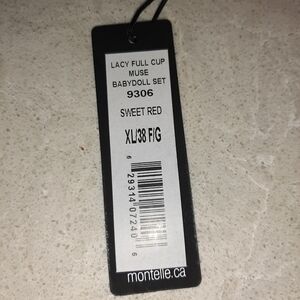 LACY FULL CUP
MUSE
BABYDOLL SET
9306
SWEET RED
XL/38 F/G
6 29314 07240 6
montelle.ca